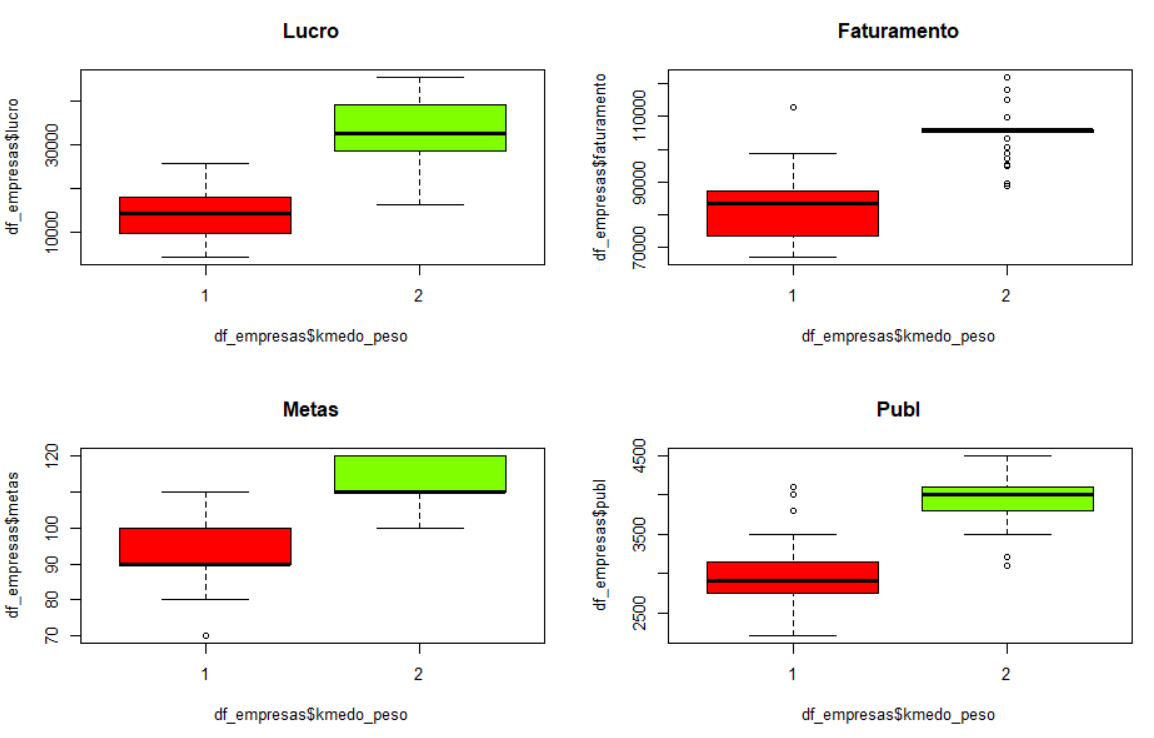 Lucro
df_empresas$lucro
30000
10000
1 2
df_empresas$kmedo_peso
Faturamento
df_empresas$faturamento
110000
90000
70000
1 2
df_empresas$kmedo_peso
Metas
df_empresas$metas
120
100
90
80
70
1 2
df_empresas$kmedo_peso
Publ
df_empresas$publ
4500
3500
2500
1 2
df_empresas$kmedo_peso